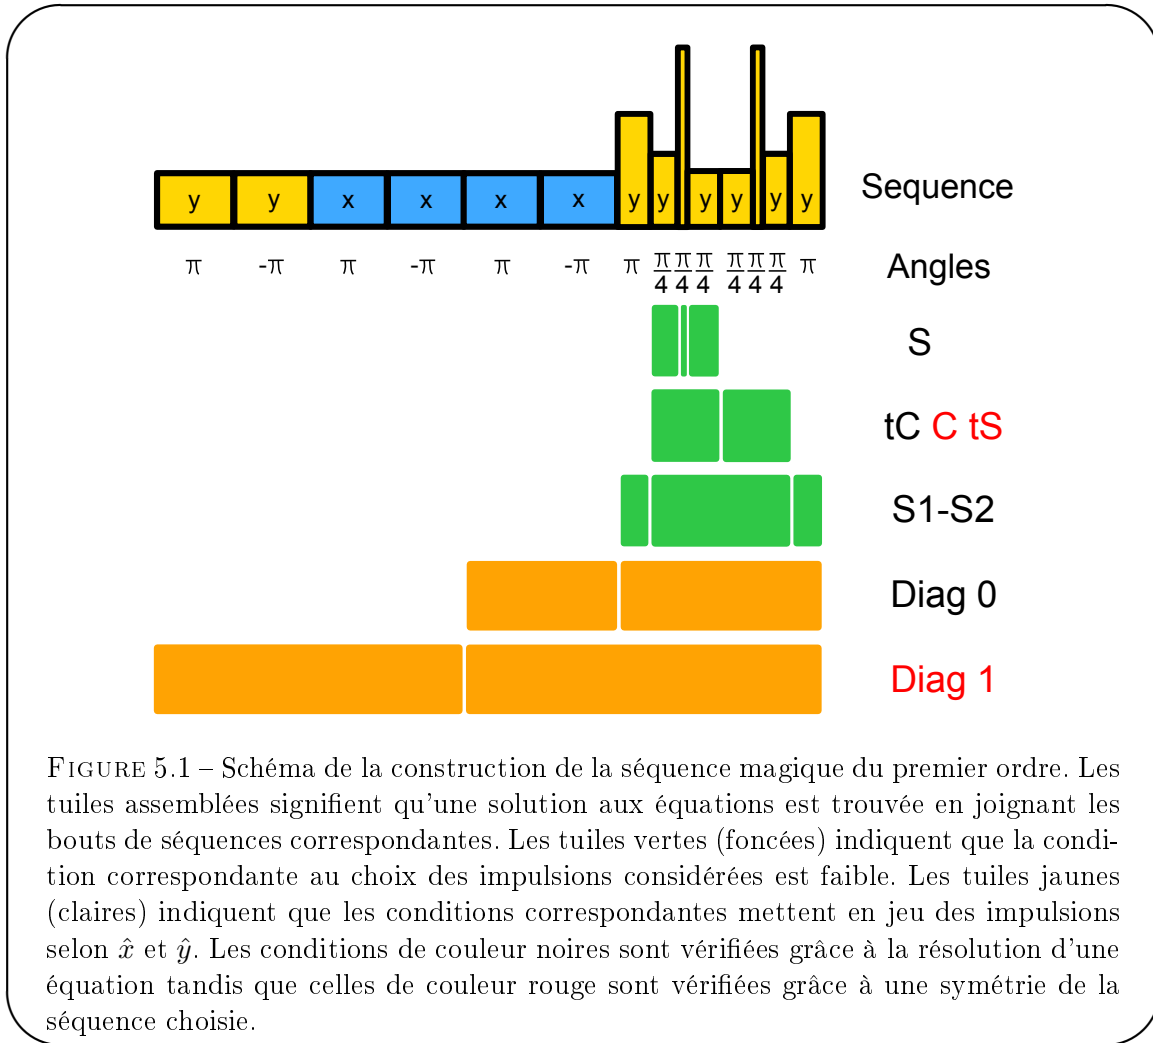 y y x x x x y y y y y y Sequence
π -π π -π π -π π π/4 π/4 π/4 π/4 π/4 π/4 π Angles
S
tC C tS
S1-S2
Diag 0
Diag 1
FIGURE 5.1 – Schéma de la construction de la séquence magique du premier ordre. Les
tuiles assemblées signifient qu'une solution aux équations est trouvée en joignant les
bouts de séquences correspondantes. Les tuiles vertes (foncées) indiquent que la condi-
tion correspondante au choix des impulsions considérées est faible. Les tuiles jaunes
(claires) indiquent que les conditions correspondantes mettent en jeu des impulsions
selon x̂ et ŷ. Les conditions de couleur noires sont vérifiées grâce à la résolution d'une
équation tandis que celles de couleur rouge sont vérifiées grâce à une symétrie de la
séquence choisie.